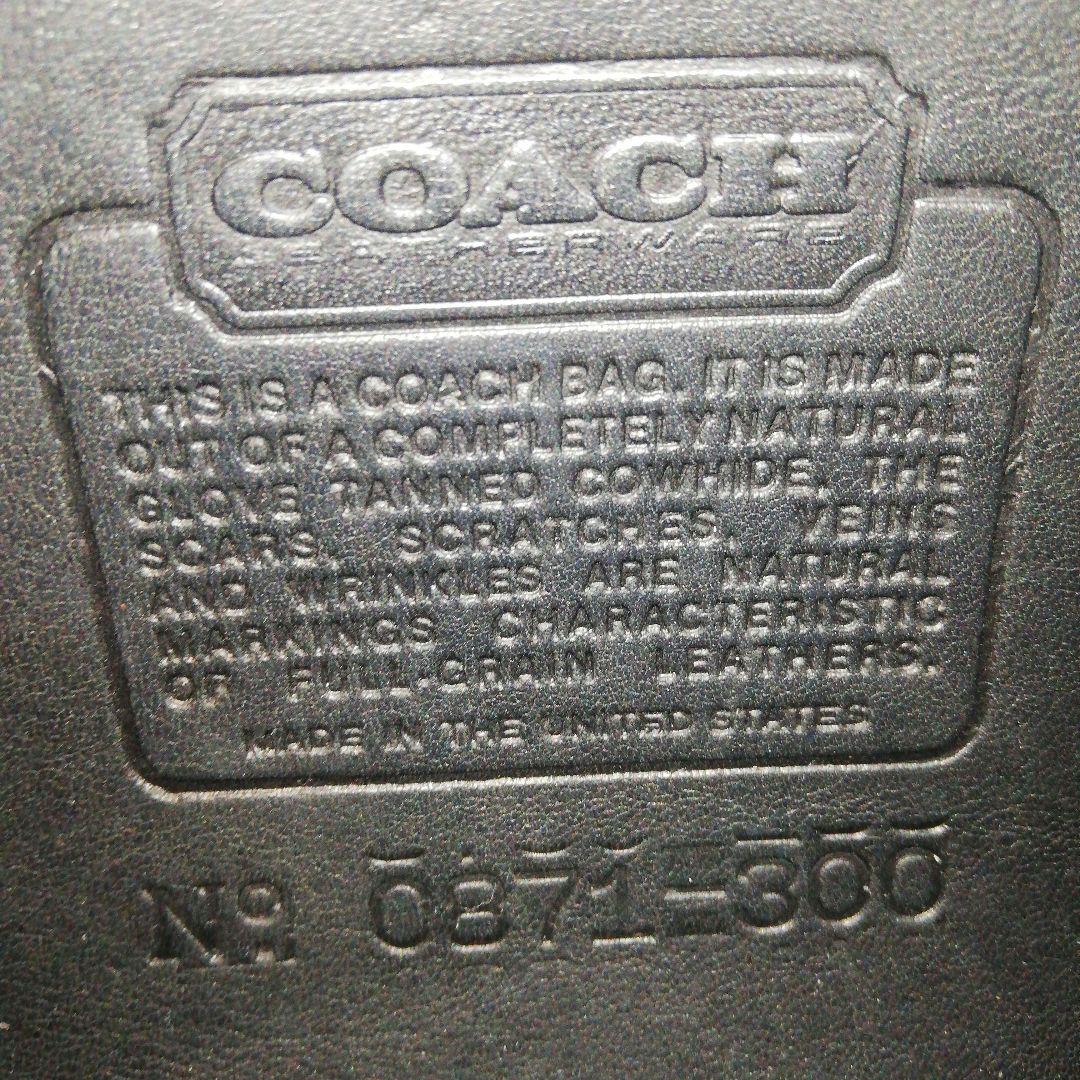 COACH
LEATHERWARE
THIS IS A COACH BAG. IT IS MADE
OUT OF A COMPLETELY NATURAL
GLOVE TANNED COWHIDE. THE
SCARS, SCRATCHES, VEINS
AND WRINKLES ARE NATURAL
MARKINGS CHARACTERISTIC
OF FULL-GRAIN LEATHERS.
MADE IN THE UNITED STATES
No 0871-300